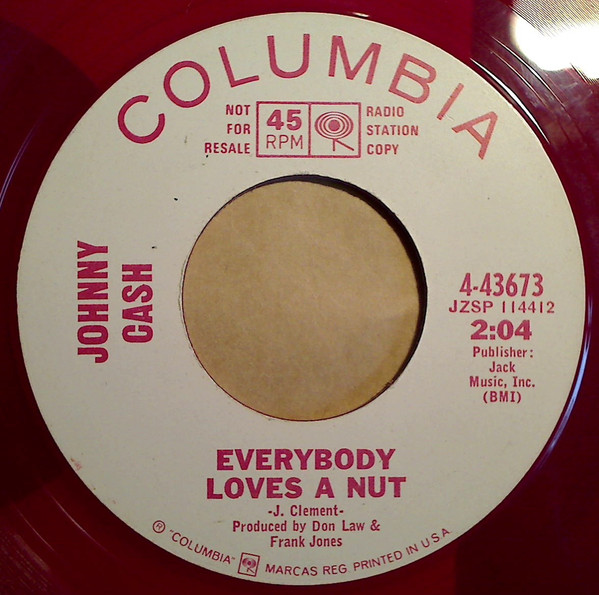 COLUMBIA
NOT
FOR
RESALE
45
RPM
RADIO
STATION
COPY
JOHNNY
CASH
4-43673
JZSP 114412
2:04
Publisher:
Jack
Music, Inc.
(BMI)
EVERYBODY
LOVES A NUT
-J. Clement-
Produced by Don Law &
Frank Jones
® "COLUMBIA" MARCAS REG. PRINTED IN U.S.A.